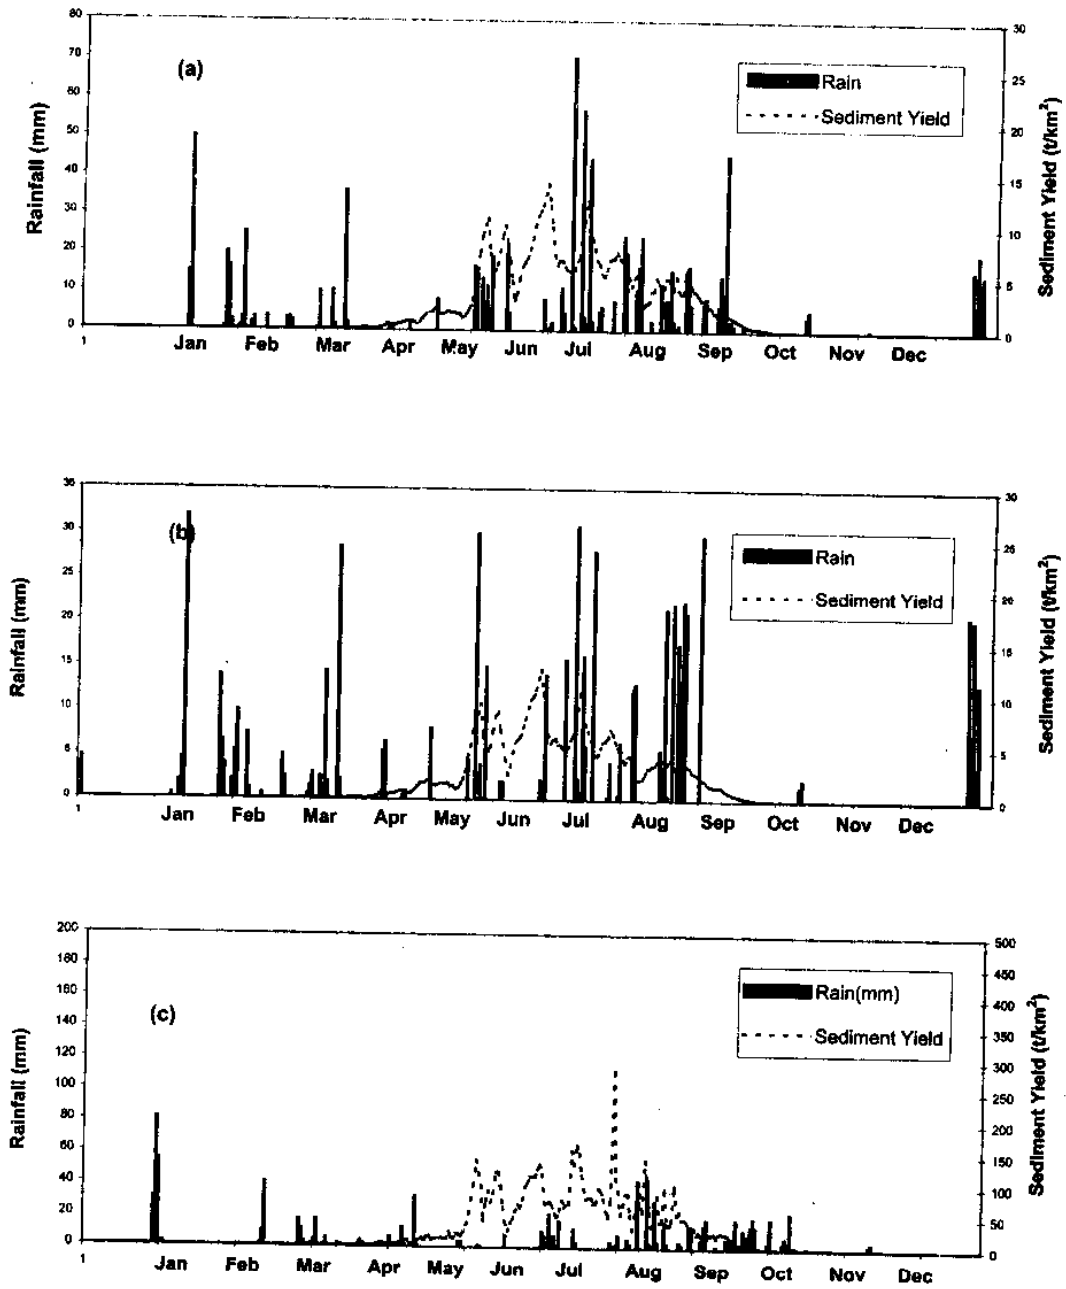 80
70
60
50
40
30
20
10
0
Rainfall (mm)
(a)
Rain
Sediment Yield
30
25
20
15
10
5
0
Sediment Yield (t/km²)
1 Jan Feb Mar Apr May Jun Jul Aug Sep Oct Nov Dec
35
30
25
20
15
10
5
0
Rainfall (mm)
(b)
Rain
Sediment Yield
30
25
20
15
10
5
0
Sediment Yield (t/km²)
Jan Feb Mar Apr May Jun Jul Aug Sep Oct Nov Dec
200
180
160
140
120
100
80
60
40
20
0
Rainfall (mm)
(c)
Rain(mm)
Sediment Yield
500
450
400
350
300
250
200
150
100
50
0
Sediment Yield (t/km²)
1 Jan Feb Mar Apr May Jun Jul Aug Sep Oct Nov Dec